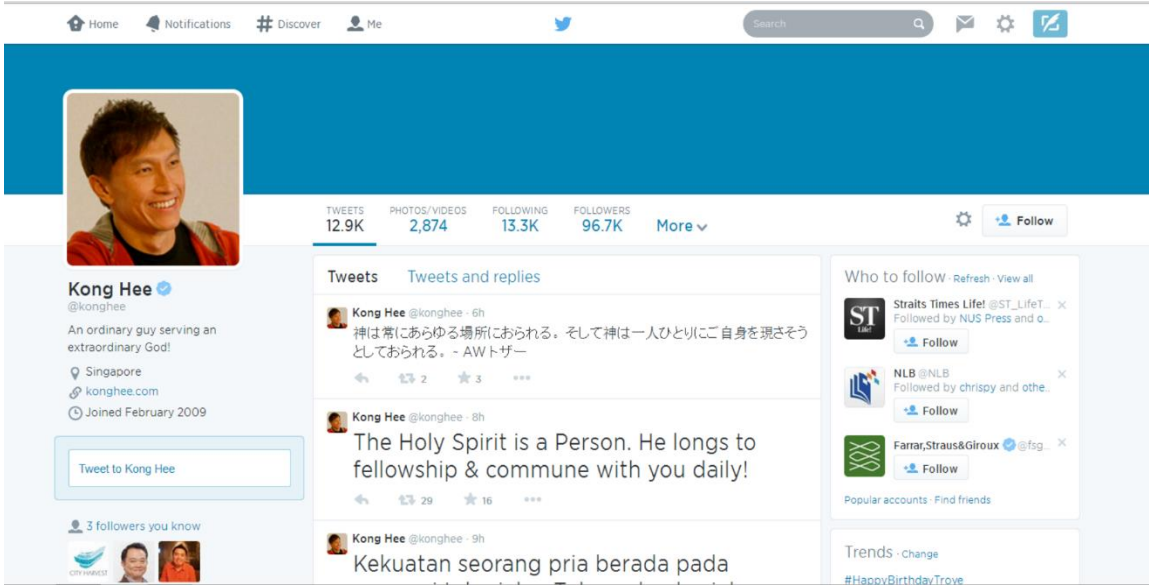 Home Notifications # Discover Me Search
TWEETS PHOTOS/VIDEOS FOLLOWING FOLLOWERS
12.9K 2,874 13.3K 96.7K More
Follow
Kong Hee
@konghee
An ordinary guy serving an
extraordinary God!
Singapore
konghee.com
Joined February 2009
Tweet to Kong Hee
3 followers you know
CITY HARVEST
Tweets Tweets and replies
Kong Hee @konghee · 6h
神は常にあらゆる場所におられる。そして神は一人ひとりにご自身を現さそう
としておられる。~ AWトザー
2 3
Kong Hee @konghee · 8h
The Holy Spirit is a Person. He longs to
fellowship & commune with you daily!
29 16
Kong Hee @konghee · 9h
Kekuatan seorang pria berada pada
Who to follow · Refresh · View all
ST
Life!
Straits Times Life! @ST_LifeT...
Followed by NUS Press and o...
Follow
NLB @NLB
Followed by chrispy and othe...
Follow
Farrar,Straus&Giroux @fsg...
Follow
Popular accounts · Find friends
Trends · Change
#HappyBirthdayTroye